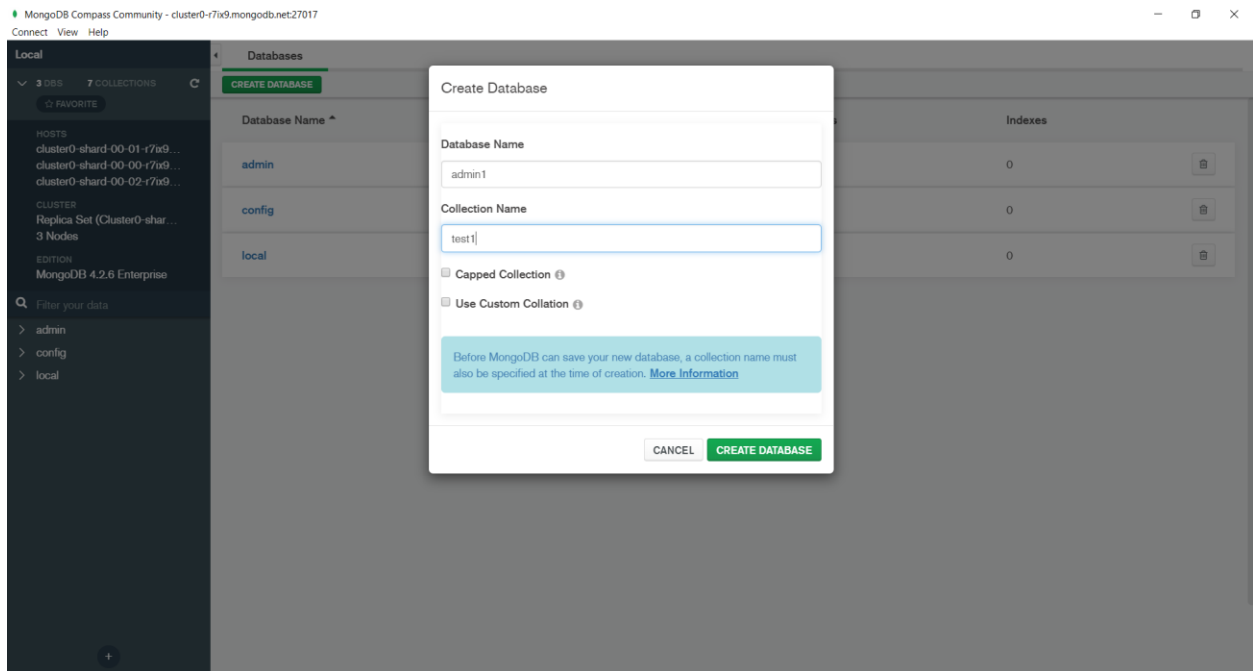 MongoDB Compass Community - cluster0-r7ix9.mongodb.net:27017
Connect View Help
Local
3 DBS 7 COLLECTIONS
FAVORITE
HOSTS
cluster0-shard-00-01-r7ix9...
cluster0-shard-00-00-r7ix9...
cluster0-shard-00-02-r7ix9...
CLUSTER
Replica Set (Cluster0-shar...
3 Nodes
EDITION
MongoDB 4.2.6 Enterprise
Filter your data
admin
config
local
Databases
CREATE DATABASE
Database Name Indexes
admin 0
config 0
local 0
Create Database
Database Name
admin1
Collection Name
test1
Capped Collection
Use Custom Collation
Before MongoDB can save your new database, a collection name must
also be specified at the time of creation. More Information
CANCEL CREATE DATABASE